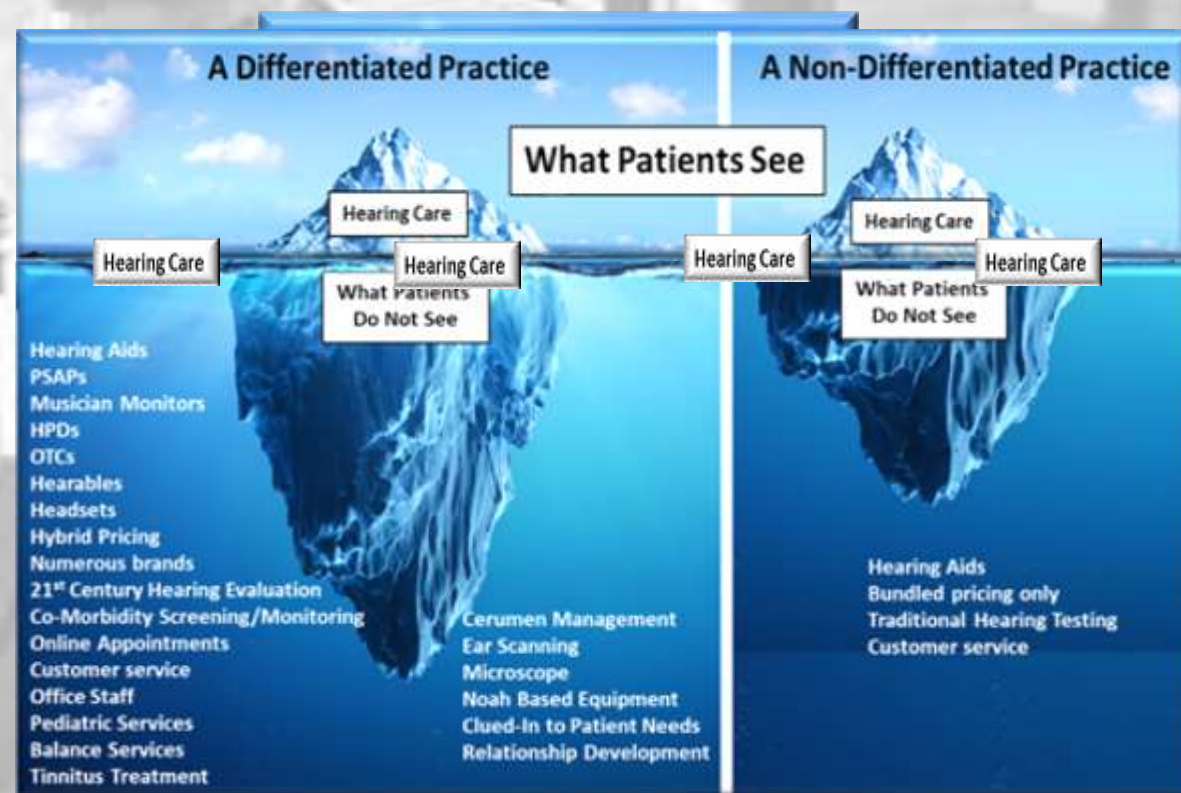 A Differentiated Practice
A Non-Differentiated Practice
What Patients See
Hearing Care
Hearing Care
Hearing Care
Hearing Care
Hearing Care
Hearing Care
What Patients
Do Not See
What Patients
Do Not See
Hearing Aids
PSAPs
Musician Monitors
HPDs
OTCs
Hearables
Headsets
Hybrid Pricing
Numerous brands
21st Century Hearing Evaluation
Co-Morbidity Screening/Monitoring
Online Appointments
Customer service
Office Staff
Pediatric Services
Balance Services
Tinnitus Treatment
Cerumen Management
Ear Scanning
Microscope
Noah Based Equipment
Clued-In to Patient Needs
Relationship Development
Hearing Aids
Bundled pricing only
Traditional Hearing Testing
Customer service